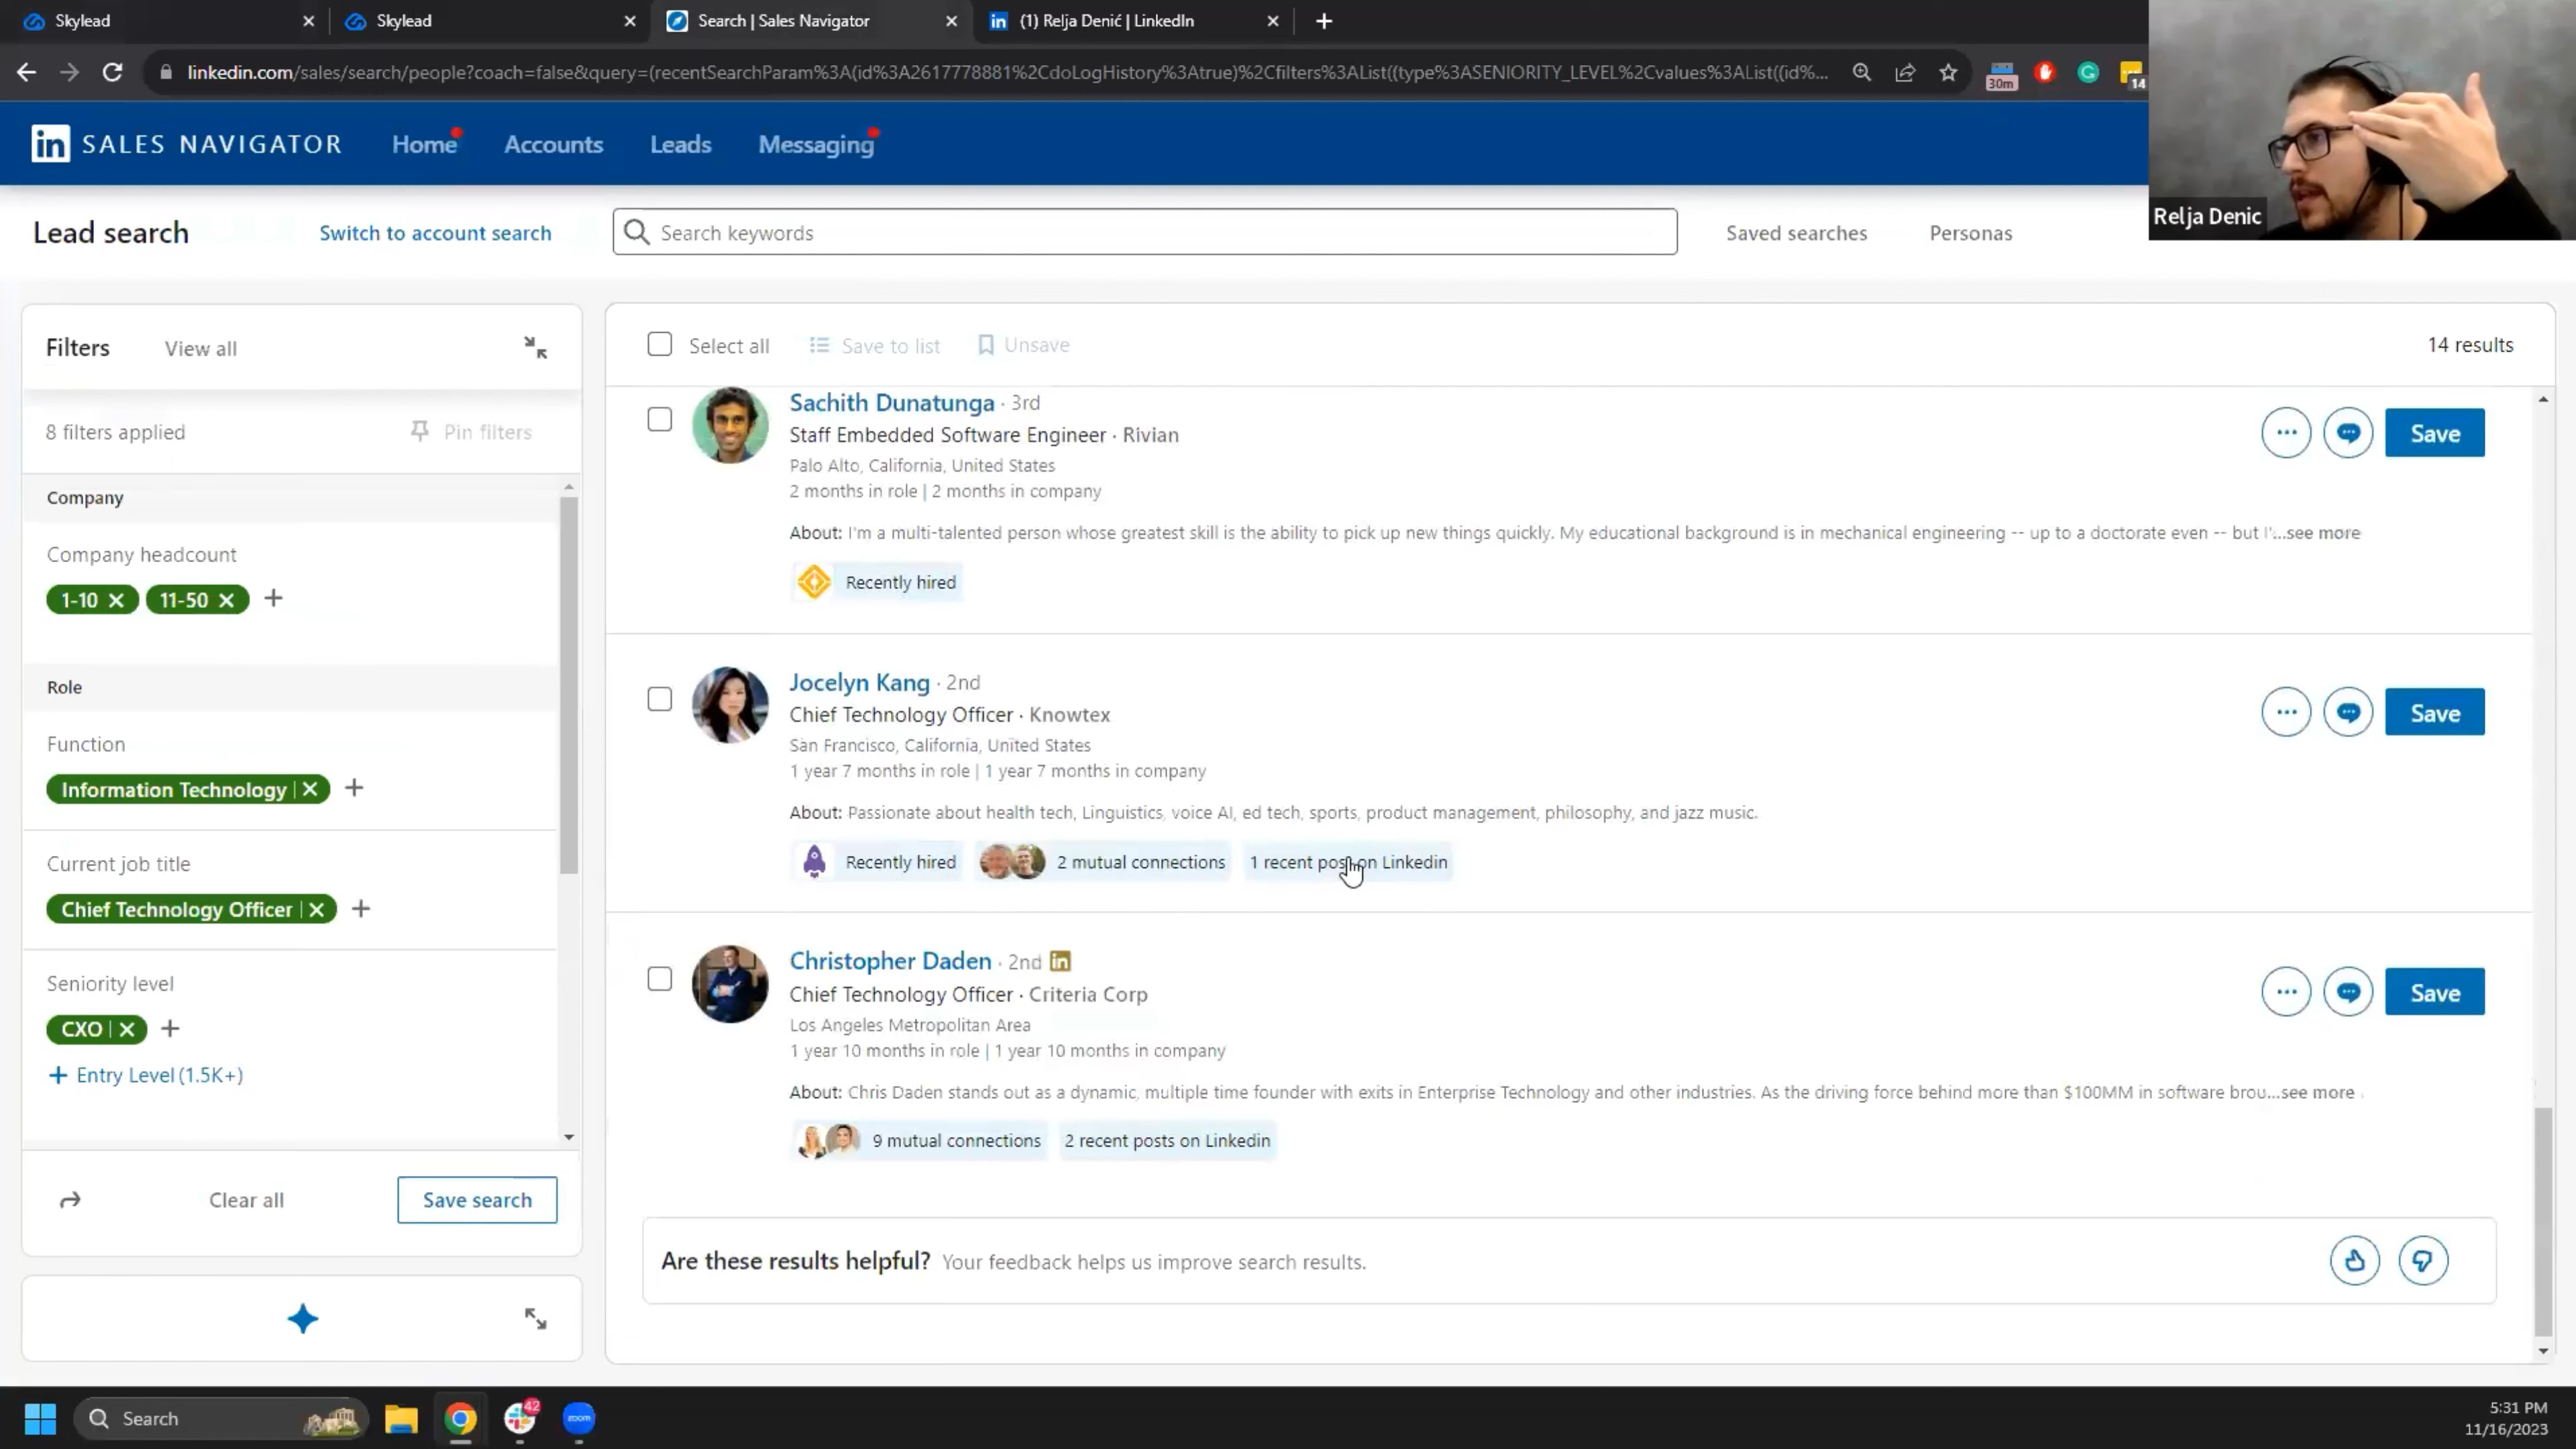 Skylead
Skylead
Search | Sales Navigator
(1) Relja Denić | LinkedIn
linkedin.com/sales/search/people?coach=false&query=(recentSearchParam%3A(id%3A2617778881%2CdoLogHistory%3Atrue)%2Cfilters%3AList((type%3ASENIORITY_LEVEL%2Cvalues%3AList((id%...
30m
14
in SALES NAVIGATOR
Home
Accounts
Leads
Messaging
Relja Denic
Lead search
Switch to account search
Search keywords
Saved searches
Personas
Filters
View all
8 filters applied
Pin filters
Company
Company headcount
1-10
11-50
Role
Function
Information Technology
Current job title
Chief Technology Officer
Seniority level
CXO
+ Entry Level (1.5K+)
Clear all
Save search
Select all
Save to list
Unsave
14 results
Sachith Dunatunga · 3rd
Staff Embedded Software Engineer · Rivian
Palo Alto, California, United States
2 months in role | 2 months in company
About: I'm a multi-talented person whose greatest skill is the ability to pick up new things quickly. My educational background is in mechanical engineering -- up to a doctorate even -- but I'...see more
Recently hired
Save
Jocelyn Kang · 2nd
Chief Technology Officer · Knowtex
San Francisco, California, United States
1 year 7 months in role | 1 year 7 months in company
About: Passionate about health tech, Linguistics, voice AI, ed tech, sports, product management, philosophy, and jazz music.
Recently hired
2 mutual connections
1 recent post on Linkedin
Save
Christopher Daden · 2nd in
Chief Technology Officer · Criteria Corp
Los Angeles Metropolitan Area
1 year 10 months in role | 1 year 10 months in company
About: Chris Daden stands out as a dynamic, multiple time founder with exits in Enterprise Technology and other industries. As the driving force behind more than $100MM in software brou...see more
9 mutual connections
2 recent posts on Linkedin
Save
Are these results helpful? Your feedback helps us improve search results.
Search
42
zoom
5:31 PM
11/16/2023